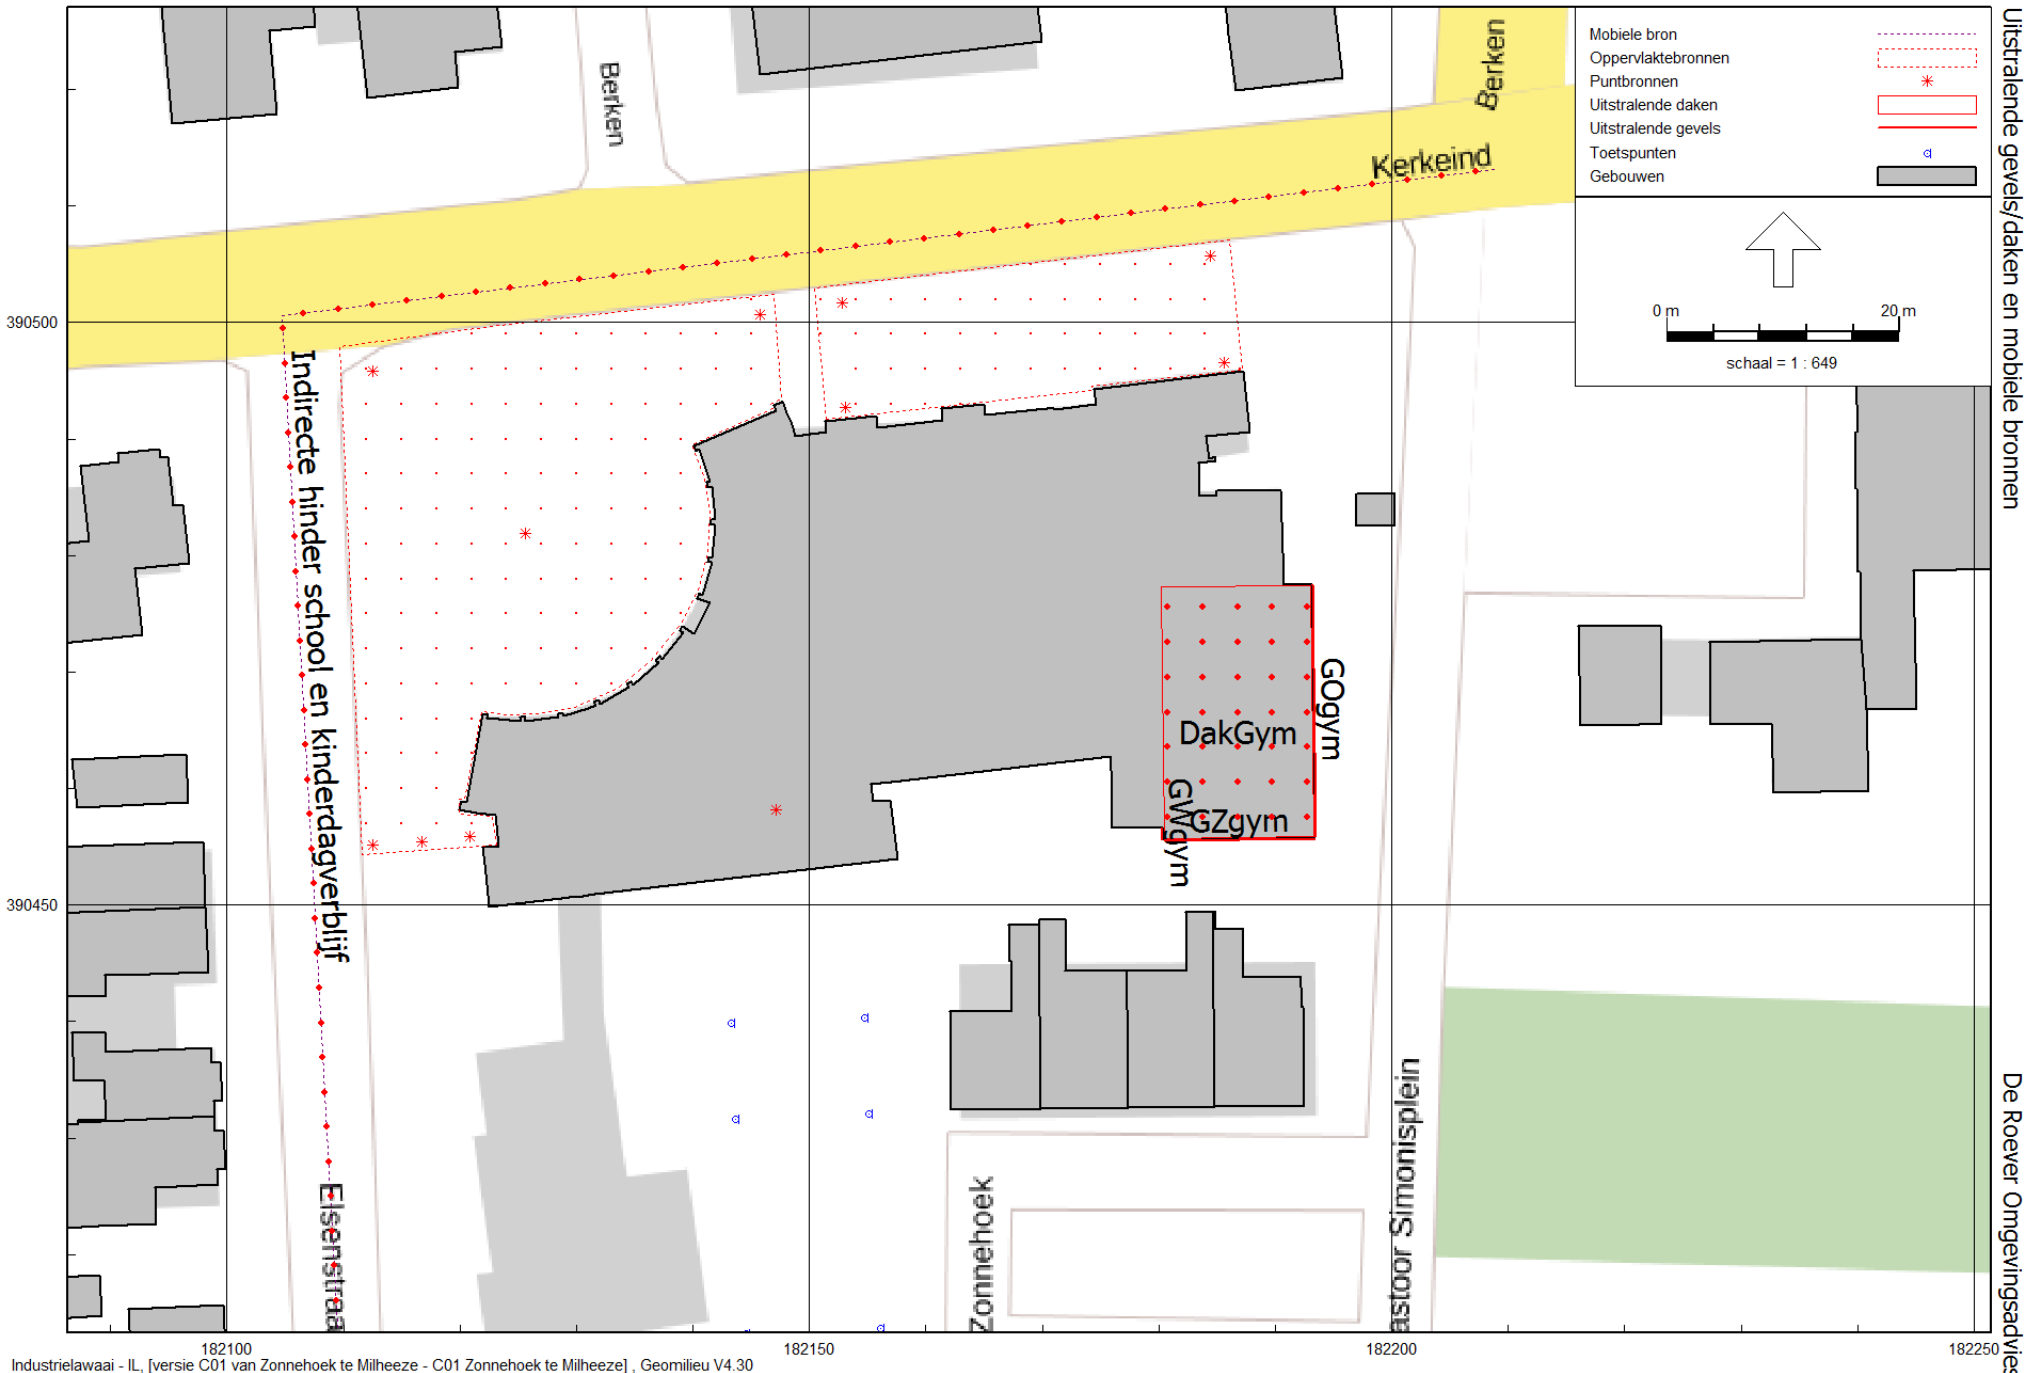 Berken
Berken
Kerkeind
Mobiele bron
Oppervlaktebronnen
Puntbronnen
Uitstralende daken
Uitstralende gevels
Toetspunten
Gebouwen
0 m 20 m
schaal = 1 : 649
Uitstralende gevels/daken en mobiele bronnen
390500
Indirecte hinder school en kinderdagverblijf
GOgym
DakGym
GWgym
GZgym
390450
Elsenstraa
Zonnehoek
astoor Simonisplein
De Roever Omgevingsadvies
182100 182150 182200 182250
Industrielawaai - IL, [versie C01 van Zonnehoek te Milheeze - C01 Zonnehoek te Milheeze] , Geomilieu V4.30